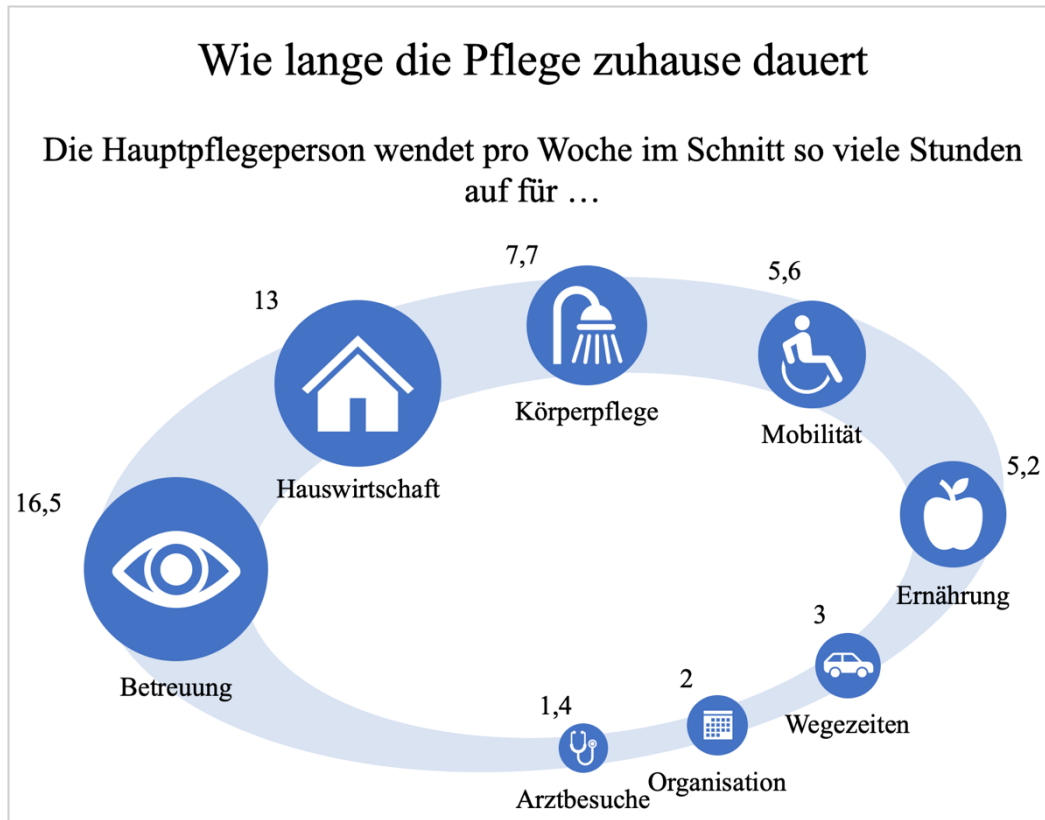 Wie lange die Pflege zuhause dauert
Die Hauptpflegeperson wendet pro Woche im Schnitt so viele Stunden
auf für …
16,5
Betreuung
13
Hauswirtschaft
7,7
Körperpflege
5,6
Mobilität
5,2
Ernährung
3
Wegezeiten
2
Organisation
1,4
Arztbesuche